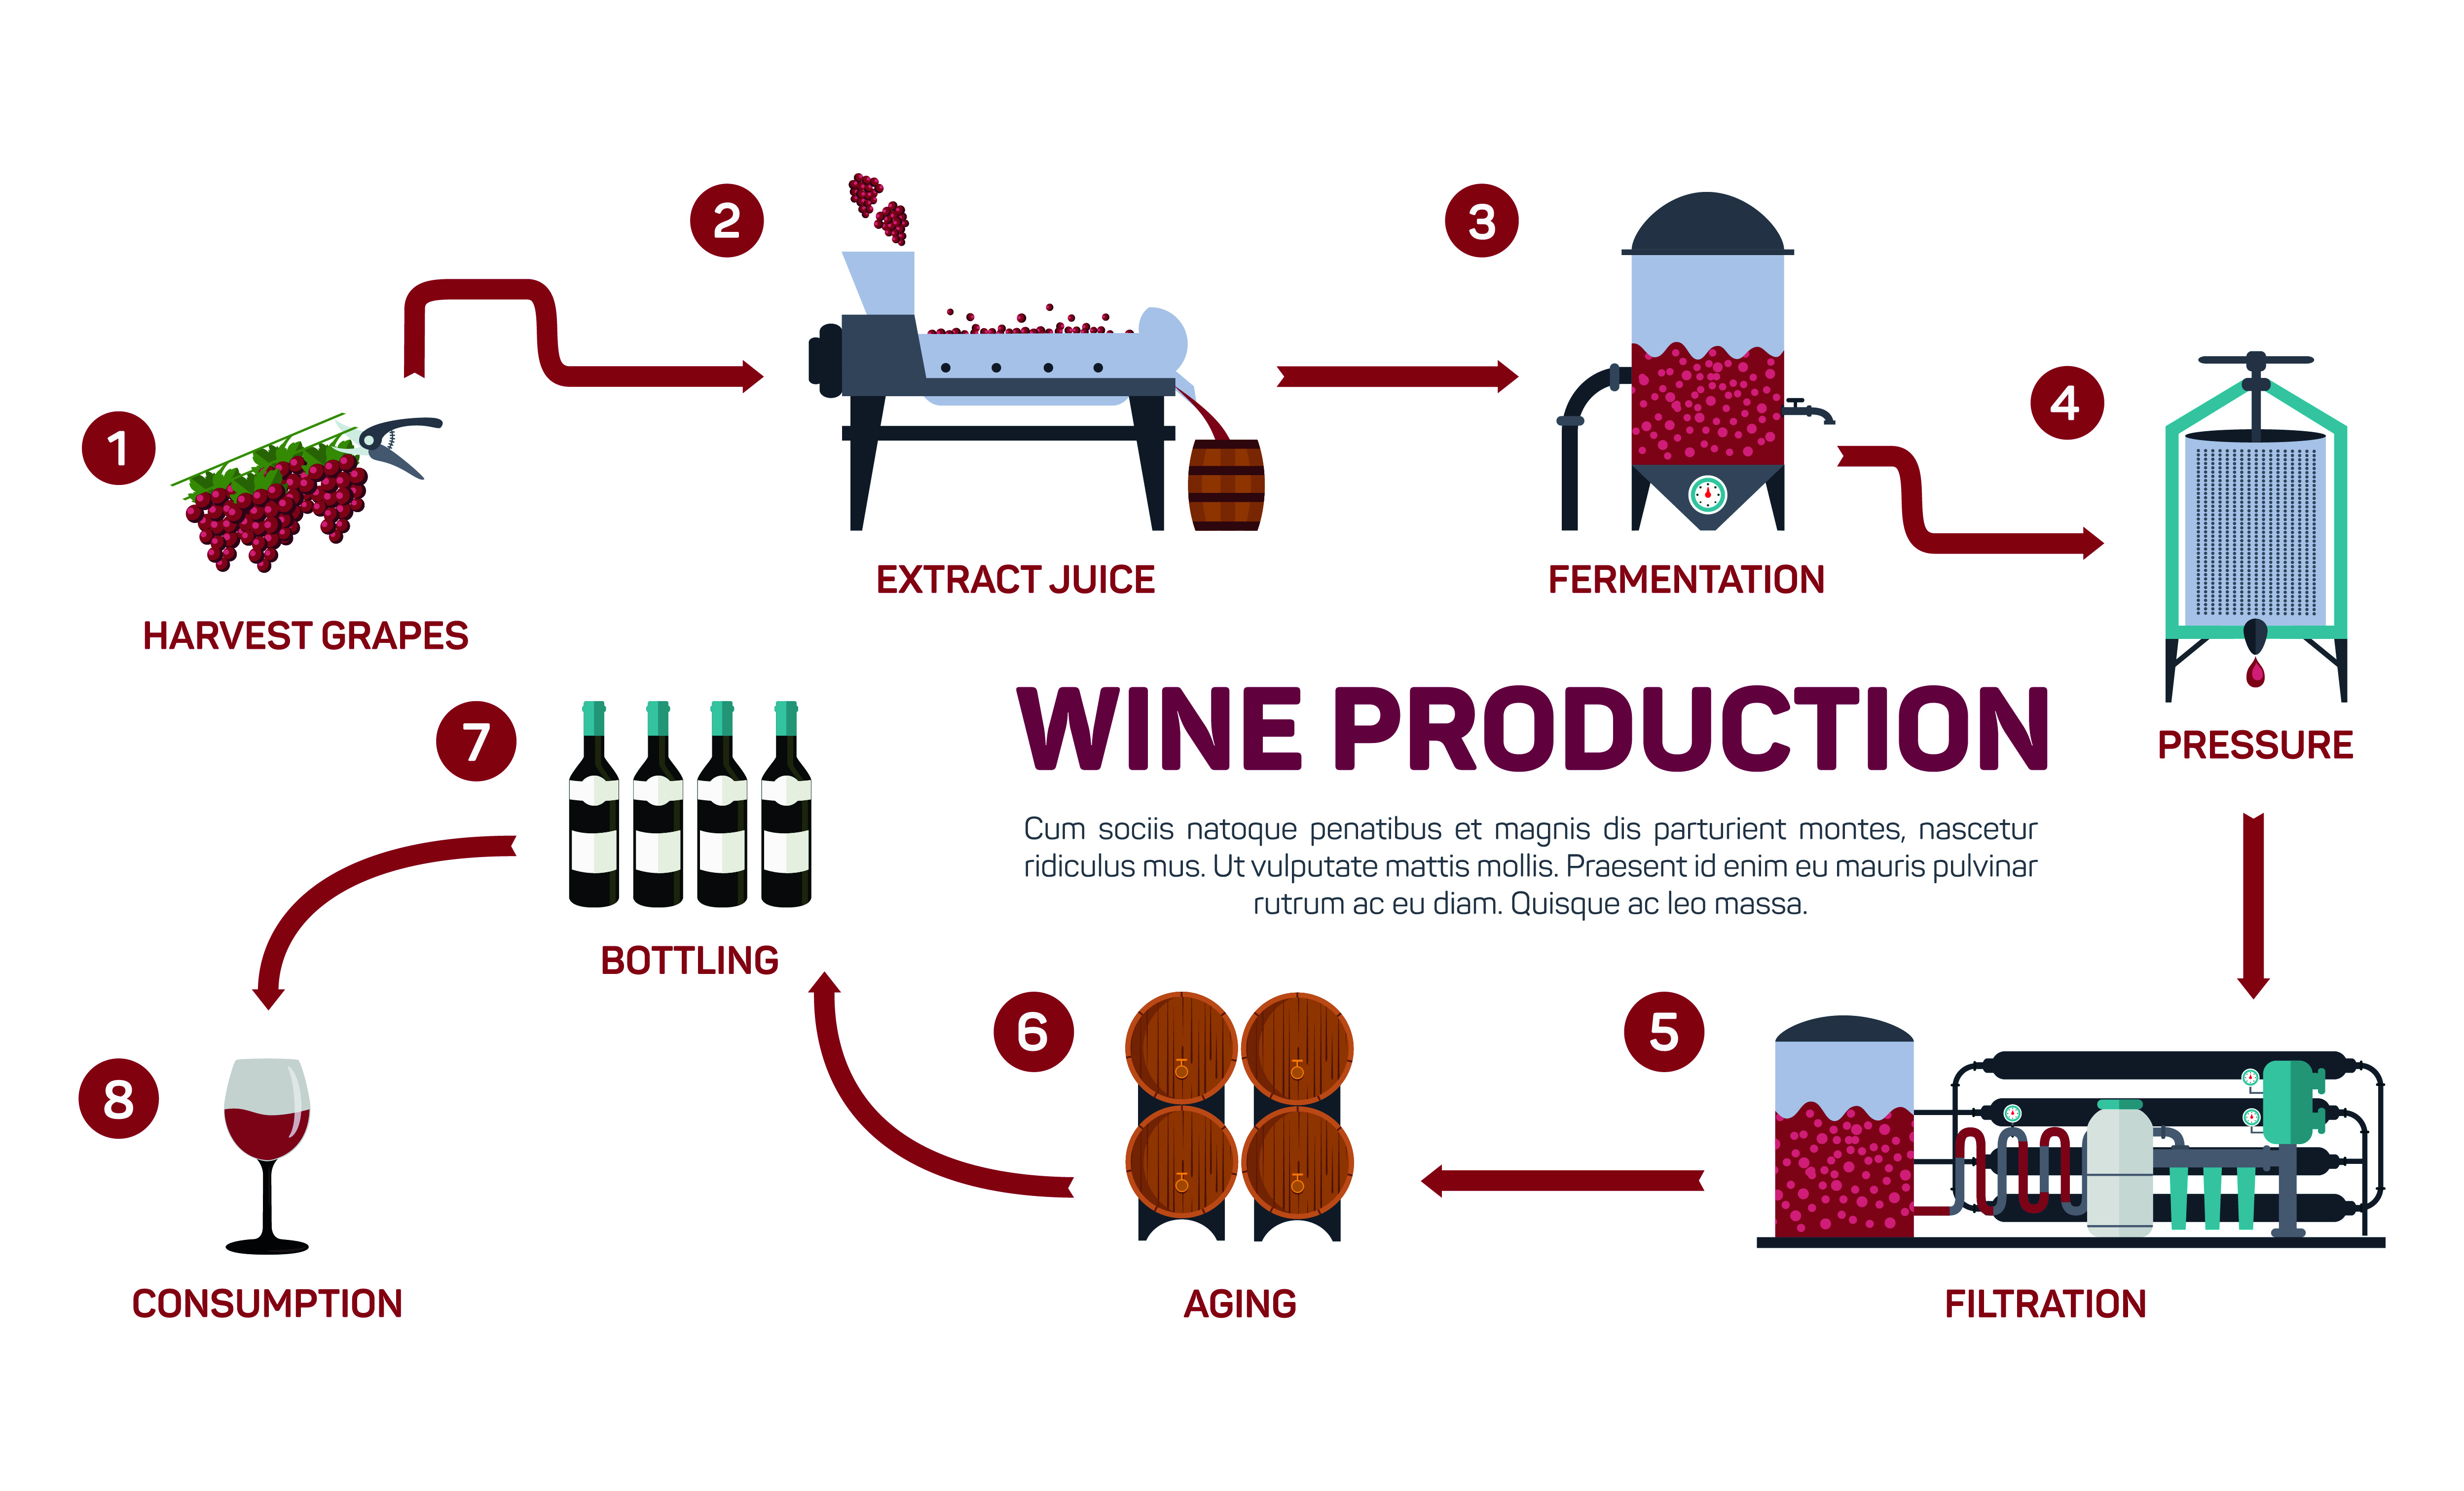 1
HARVEST GRAPES
2
EXTRACT JUICE
3
FERMENTATION
4
PRESSURE
WINE PRODUCTION
Cum sociis natoque penatibus et magnis dis parturient montes, nascetur
ridiculus mus. Ut vulputate mattis mollis. Praesent id enim eu mauris pulvinar
rutrum ac eu diam. Quisque ac leo massa.
5
FILTRATION
6
AGING
7
BOTTLING
8
CONSUMPTION